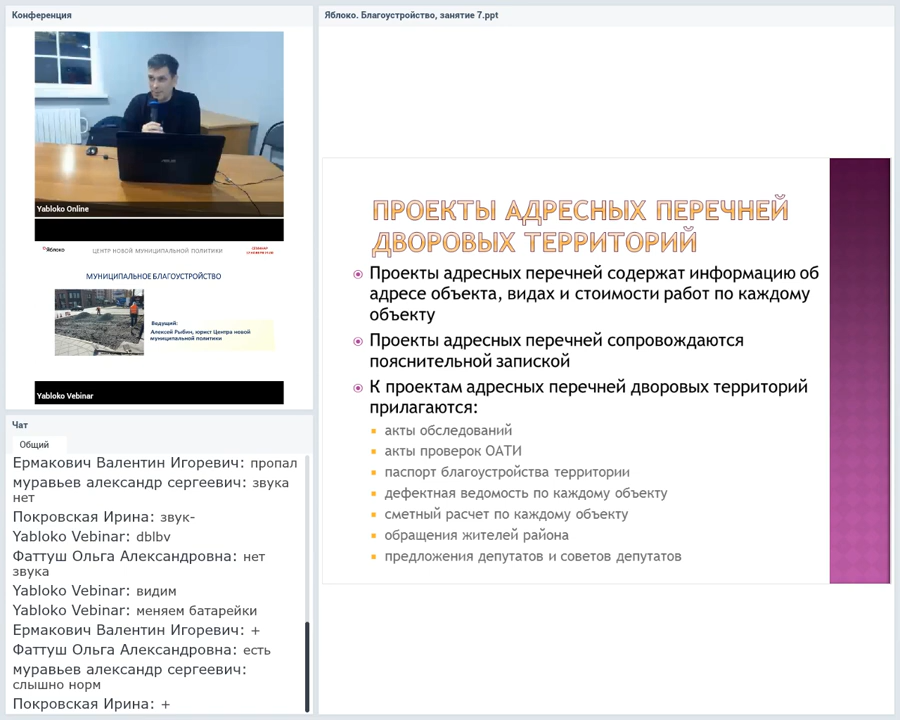 Конференция
Yabloko Online
Яблоко
ЦЕНТР НОВОЙ МУНИЦИПАЛЬНОЙ ПОЛИТИКИ
МУНИЦИПАЛЬНОЕ БЛАГОУСТРОЙСТВО
Ведущий:
Алексей Рыбин, юрист Центра новой
муниципальной политики
Yabloko Vebinar
Чат
Общий
Ермакович Валентин Игоревич: пропал
муравьев александр сергеевич: звука
нет
Покровская Ирина: звук-
Yabloko Vebinar: dblbv
Фаттуш Ольга Александровна: нет
звука
Yabloko Vebinar: видим
Yabloko Vebinar: меняем батарейки
Ермакович Валентин Игоревич: +
Фаттуш Ольга Александровна: есть
муравьев александр сергеевич:
слышно норм
Покровская Ирина: +
Яблоко. Благоустройство, занятие 7.ppt
ПРОЕКТЫ АДРЕСНЫХ ПЕРЕЧНЕЙ
ДВОРОВЫХ ТЕРРИТОРИЙ
Проекты адресных перечней содержат информацию об
адресе объекта, видах и стоимости работ по каждому
объекту
Проекты адресных перечней сопровождаются
пояснительной запиской
К проектам адресных перечней дворовых территорий
прилагаются:
акты обследований
акты проверок ОАТИ
паспорт благоустройства территории
дефектная ведомость по каждому объекту
сметный расчет по каждому объекту
обращения жителей района
предложения депутатов и советов депутатов